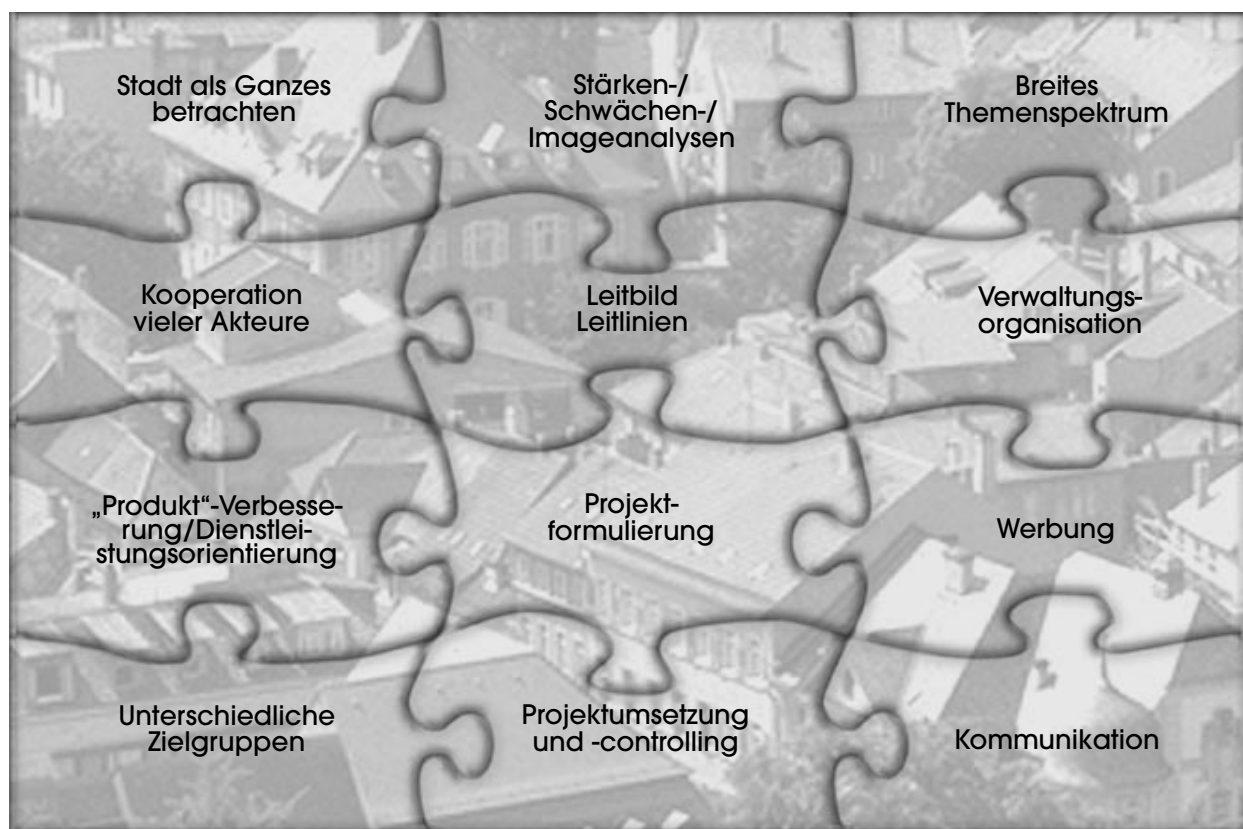 Stadt als Ganzes
betrachten
Stärken-/
Schwächen-/
Imageanalysen
Breites
Themenspektrum
Kooperation
vieler Akteure
Leitbild
Leitlinien
Verwaltungs-
organisation
„Produkt“-Verbesse-
rung/Dienstlei-
stungsorientierung
Projekt-
formulierung
Werbung
Unterschiedliche
Zielgruppen
Projektumsetzung
und -controlling
Kommunikation